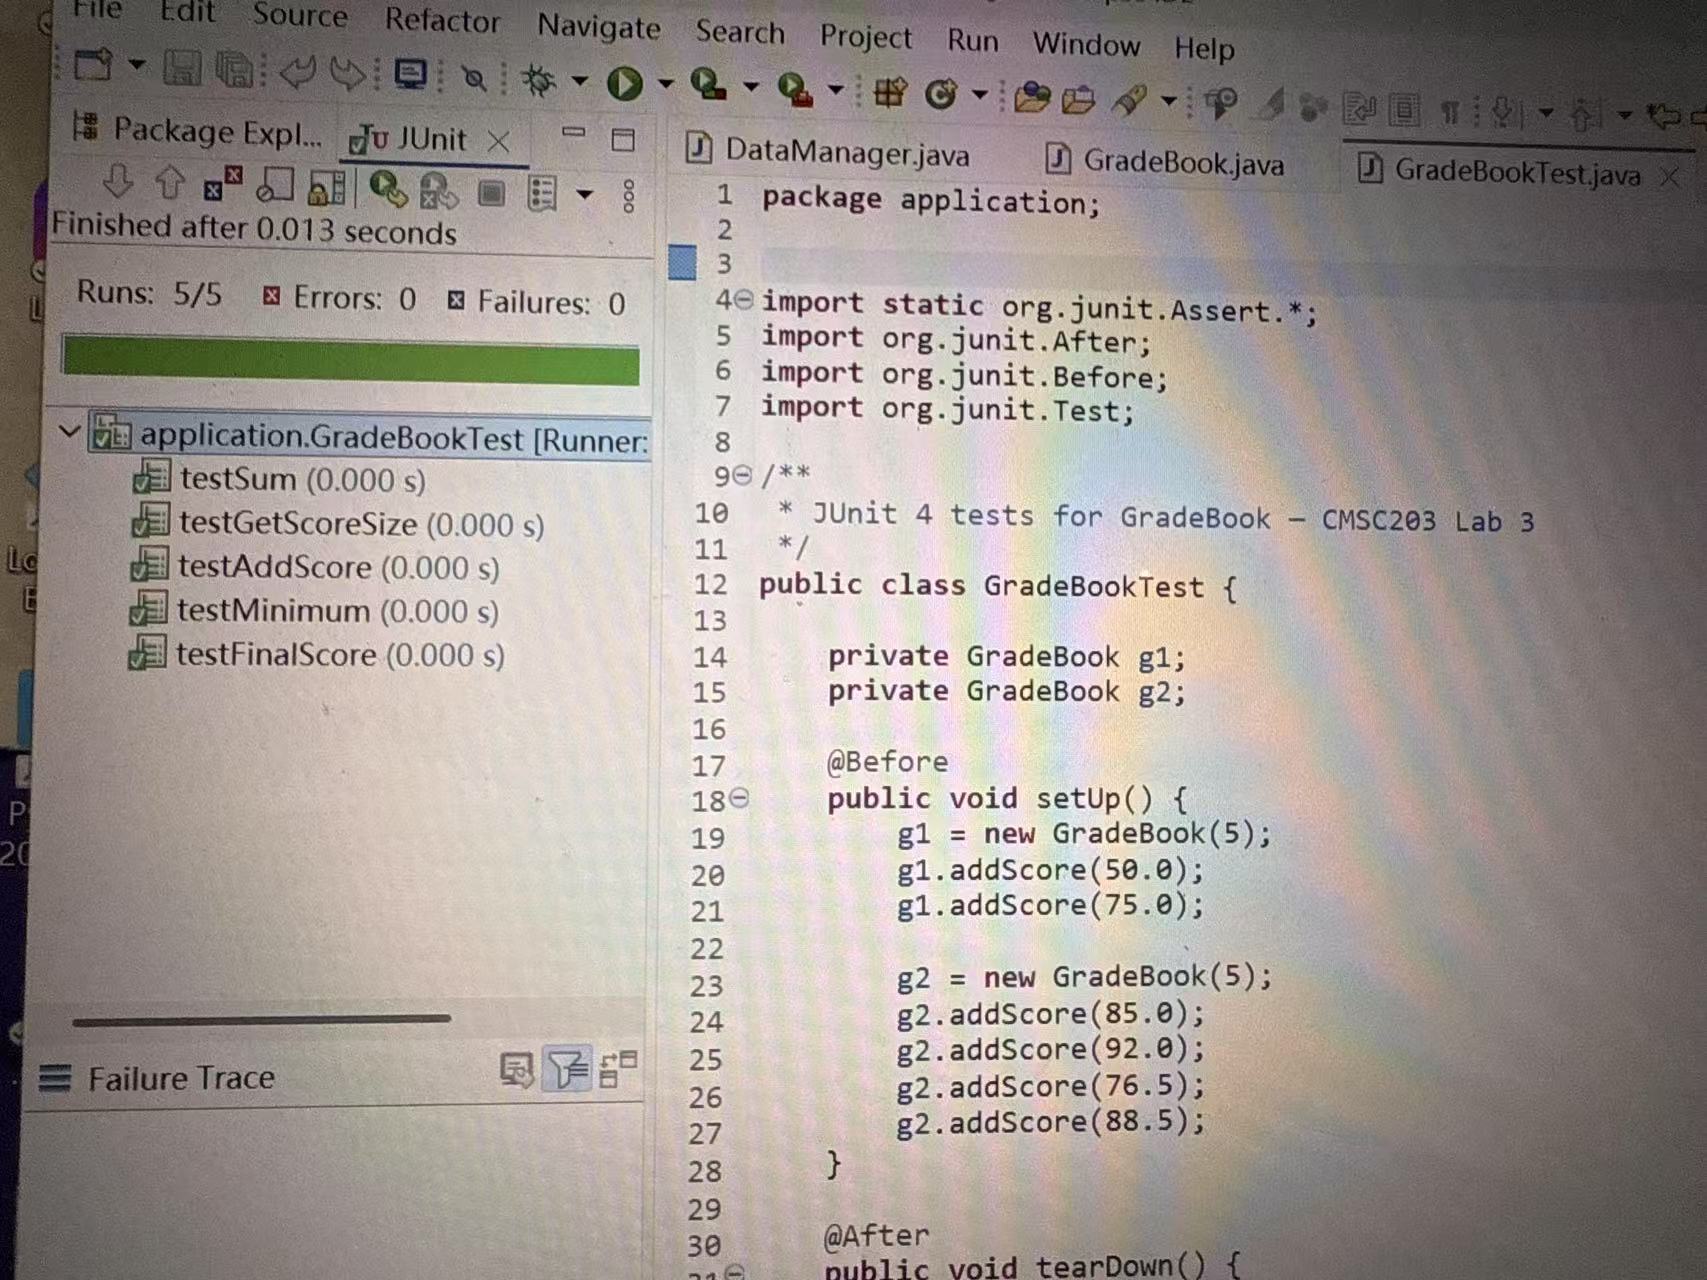 File Edit Source Refactor Navigate Search Project Run Window Help
Package Expl... JUnit
Finished after 0.013 seconds
Runs: 5/5 Errors: 0 Failures: 0
application.GradeBookTest [Runner:
testSum (0.000 s)
testGetScoreSize (0.000 s)
testAddScore (0.000 s)
testMinimum (0.000 s)
testFinalScore (0.000 s)
Failure Trace
DataManager.java GradeBook.java GradeBookTest.java
1 package application;
2
3
4 import static org.junit.Assert.*;
5 import org.junit.After;
6 import org.junit.Before;
7 import org.junit.Test;
8
9 /**
10 * JUnit 4 tests for GradeBook – CMSC203 Lab 3
11 */
12 public class GradeBookTest {
13
14 private GradeBook g1;
15 private GradeBook g2;
16
17 @Before
18 public void setUp() {
19 g1 = new GradeBook(5);
20 g1.addScore(50.0);
21 g1.addScore(75.0);
22
23 g2 = new GradeBook(5);
24 g2.addScore(85.0);
25 g2.addScore(92.0);
26 g2.addScore(76.5);
27 g2.addScore(88.5);
28 }
29
30 @After
public void tearDown() {